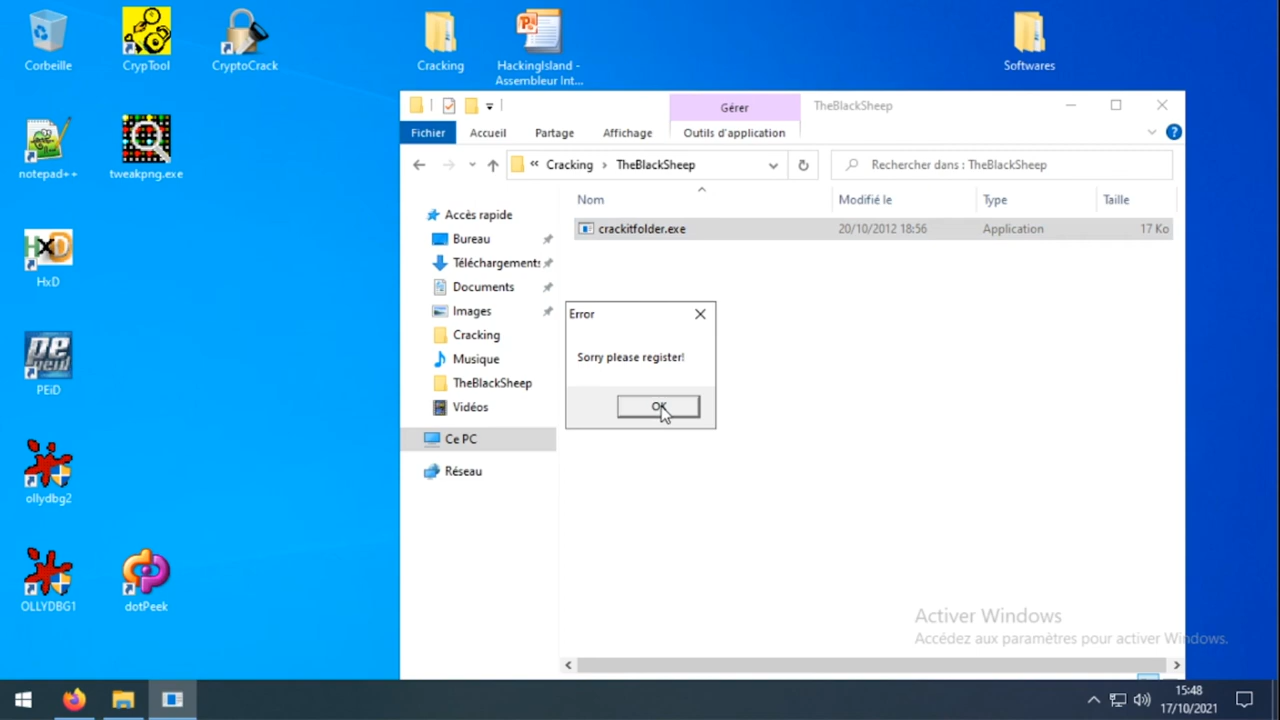 Corbeille
CrypTool
CryptoCrack
Cracking
HackingIsland -
Assembleur Int...
Softwares
notepad++
tweakpng.exe
HxD
PEiD
ollydbg2
OLLYDBG1
dotPeek
Gérer
TheBlackSheep
Fichier
Accueil
Partage
Affichage
Outils d'application
« Cracking > TheBlackSheep
Rechercher dans : TheBlackSheep
Nom
Modifié le
Type
Taille
crackitfolder.exe
20/10/2012 18:56
Application
17 Ko
Accès rapide
Bureau
Téléchargements
Documents
Images
Cracking
Musique
TheBlackSheep
Vidéos
Ce PC
Réseau
Error
Sorry please register!
OK
Activer Windows
Accédez aux paramètres pour activer Windows.
15:48
17/10/2021